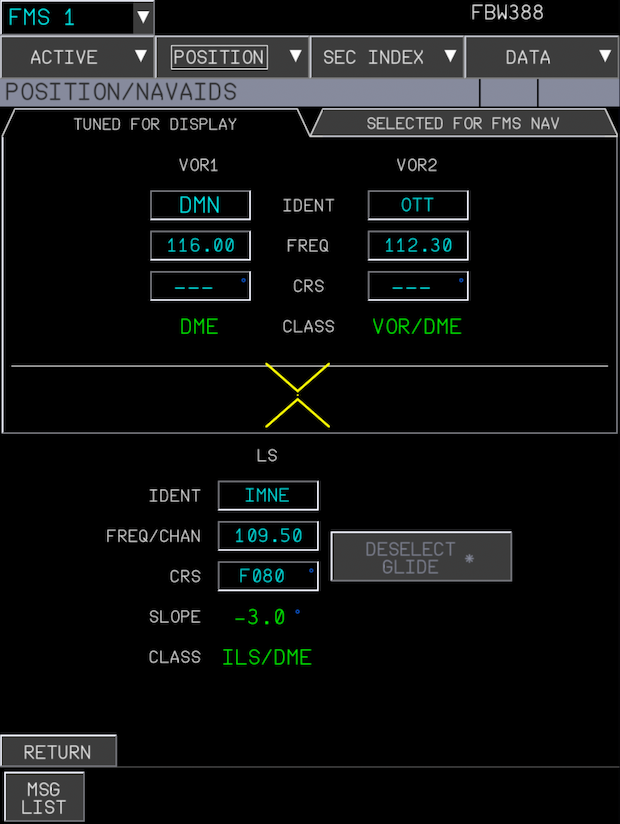 FMS 1 ▼ FBW388
ACTIVE ▼ POSITION ▼ SEC INDEX ▼ DATA ▼
POSITION/NAVAIDS
TUNED FOR DISPLAY SELECTED FOR FMS NAV
VOR1 VOR2
DMN IDENT OTT
116.00 FREQ 112.30
---° CRS ---°
DME CLASS VOR/DME
LS
IDENT IMNE
FREQ/CHAN 109.50
DESELECT
GLIDE *
CRS F080°
SLOPE -3.0°
CLASS ILS/DME
RETURN
MSG
LIST